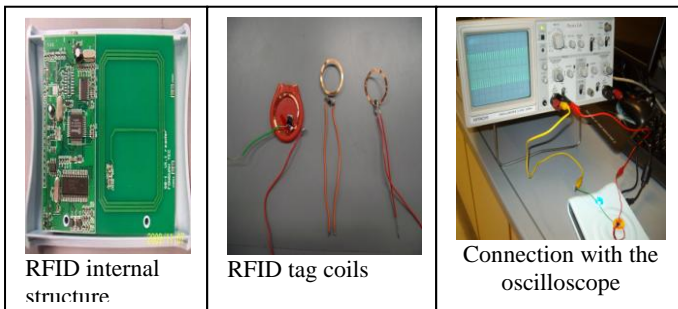 RFID internal
structure
RFID tag coils
Connection with the
oscilloscope